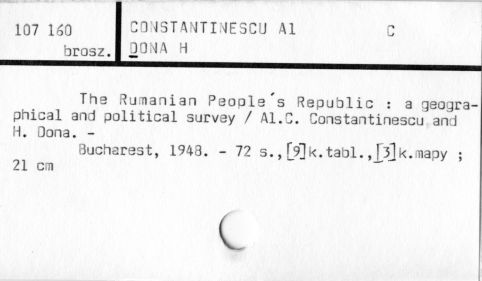 107 160
brosz.
CONSTANTINESCU Al C
DONA H
The Rumanian People´s Republic : a geogra-
phical and political survey / Al.C. Constantinescu and
H. Dona. -
Bucharest, 1948. - 72 s.,[9]k.tabl.,[3]k.mapy ;
21 cm